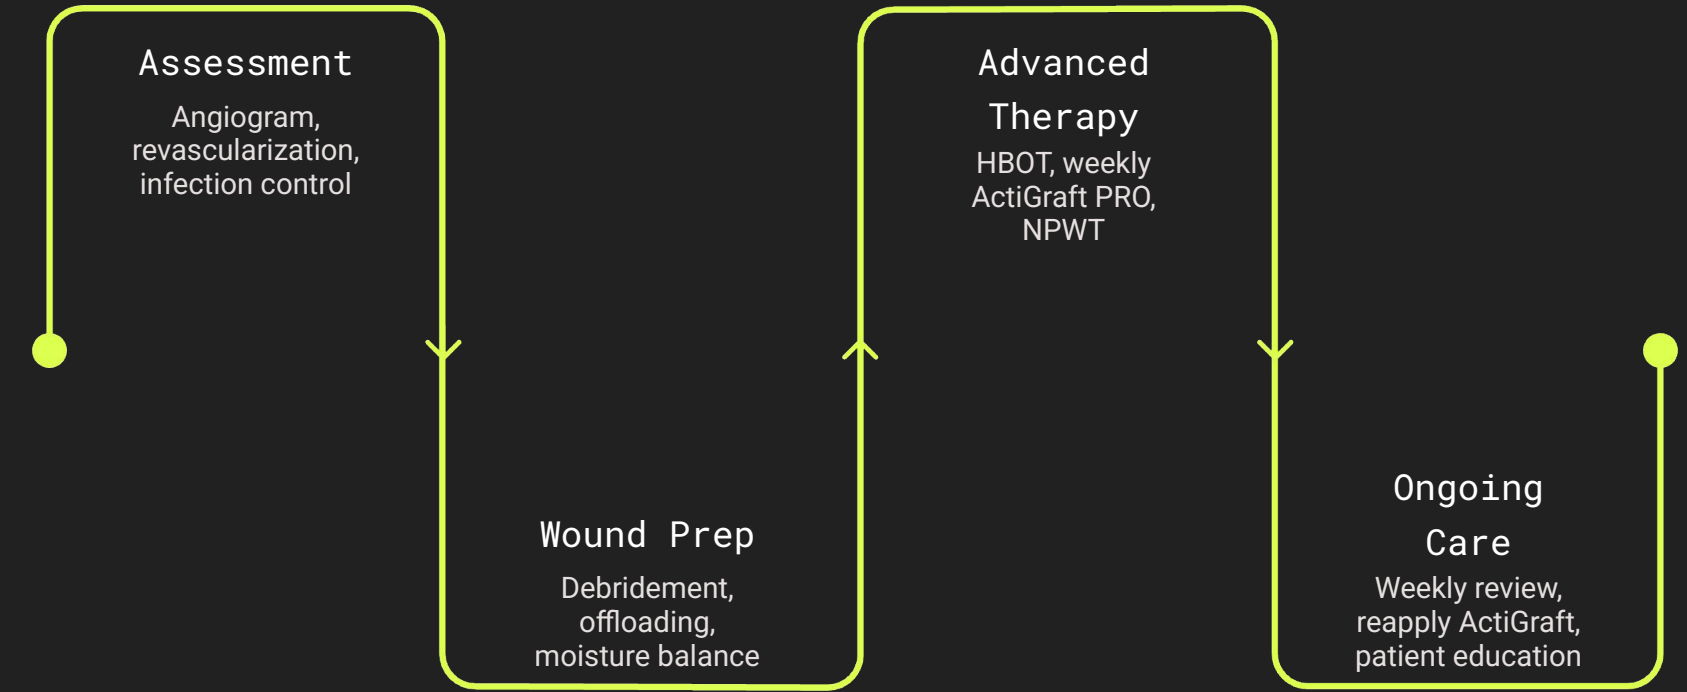 Assessment
Angiogram,
revascularization,
infection control
Wound Prep
Debridement,
offloading,
moisture balance
Advanced
Therapy
HBOT, weekly
ActiGraft PRO,
NPWT
Ongoing
Care
Weekly review,
reapply ActiGraft,
patient education